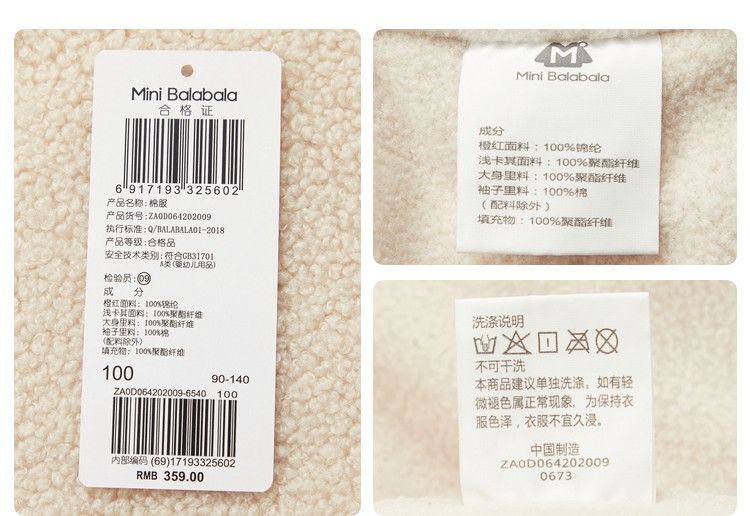 Mini Balabala
合格证
6 917193 325602
产品名称:棉服
产品货号:ZA0D064202009
执行标准:Q/BALABALA01-2018
产品等级:合格品
安全技术类别:符合GB31701
A类(婴幼儿用品)
检验员:09
成 分
橙红面料:100%锦纶
浅卡其面料:100%聚酯纤维
大身里料:100%聚酯纤维
袖子里料:100%棉
(配料除外)
填充物:100%聚酯纤维
100 90-140
ZA0D064202009-6540 100
内部编码 (69)17193325602
RMB 359.00
M
Mini Balabala
成分
橙红面料:100%锦纶
浅卡其面料:100%聚酯纤维
大身里料:100%聚酯纤维
袖子里料:100%棉
(配料除外)
填充物:100%聚酯纤维
洗涤说明
不可干洗
本商品建议单独洗涤,如有轻
微褪色属正常现象,为保持衣
服色泽,衣服不宜久浸。
中国制造
ZA0D064202009
0673